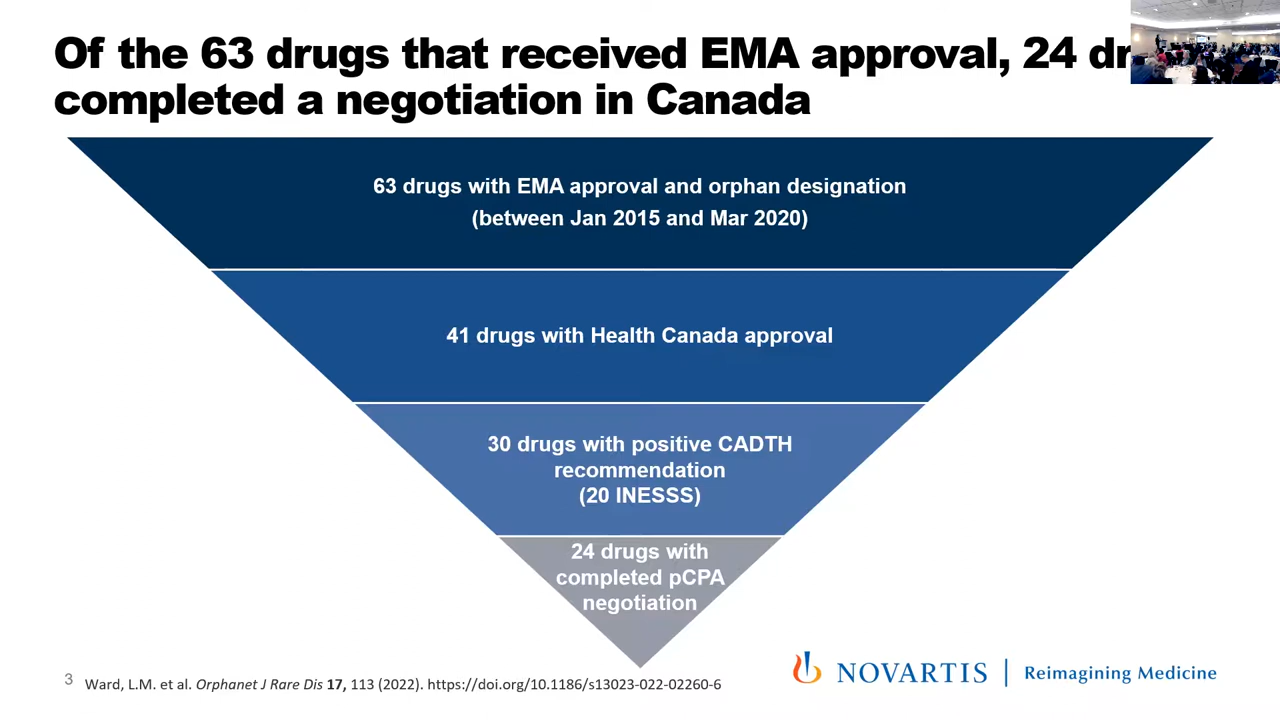 Of the 63 drugs that received EMA approval, 24
completed a negotiation in Canada
63 drugs with EMA approval and orphan designation
(between Jan 2015 and Mar 2020)
41 drugs with Health Canada approval
30 drugs with positive CADTH
recommendation
(20 INESSS)
24 drugs with
completed pCPA
negotiation
3
Ward, L.M. et al. Orphanet J Rare Dis 17, 113 (2022). https://doi.org/10.1186/s13023-022-02260-6
NOVARTIS | Reimagining Medicine